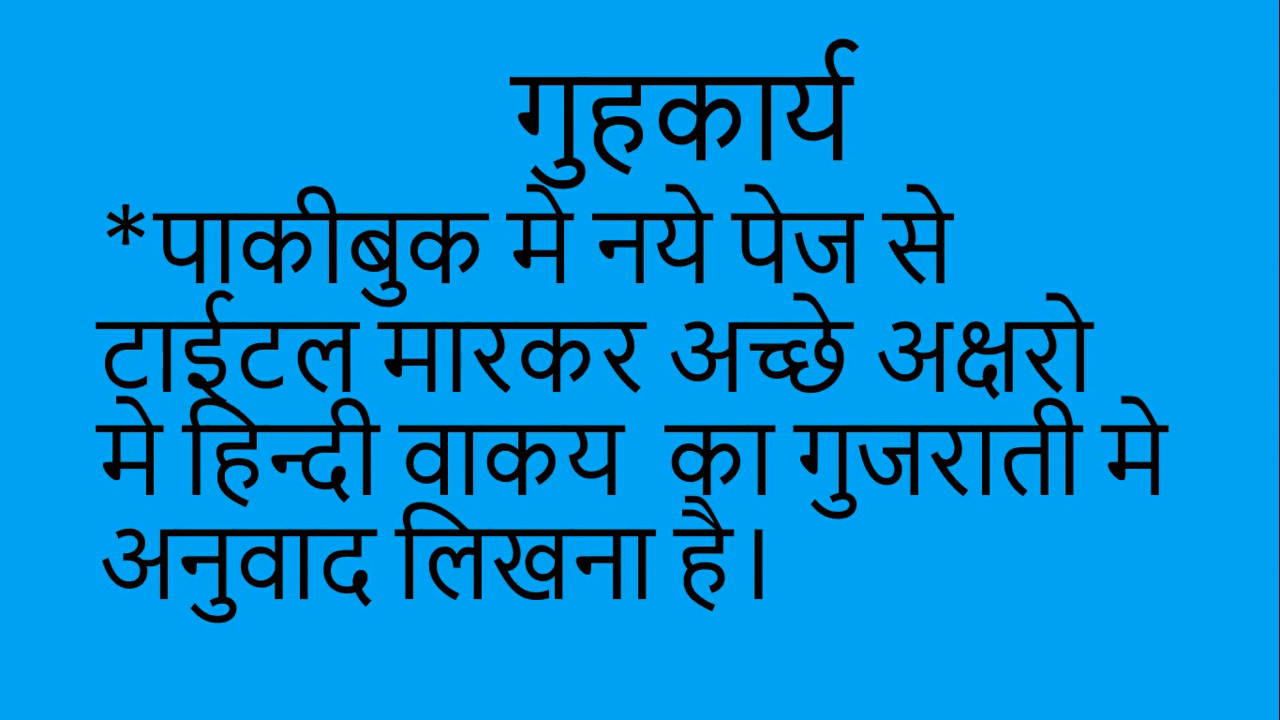 गुहकार्य
*पाकीबुक मे नये पेज से
टाईटल मारकर अच्छे अक्षरो
मे हिन्दी वाकय का गुजराती मे
अनुवाद लिखना है।